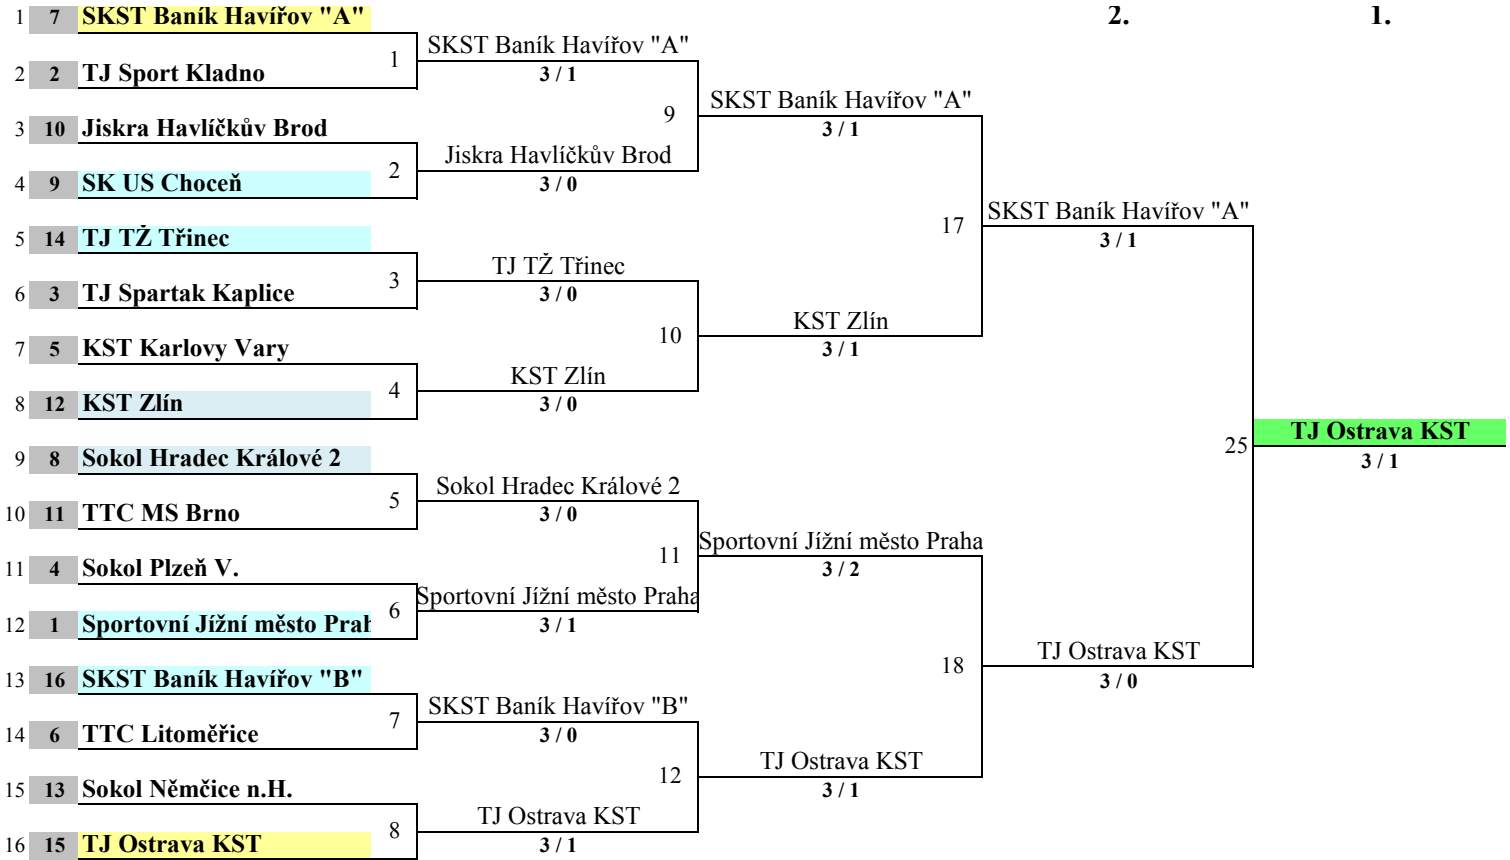 1 7 SKST Baník Havířov "A" 2. 1.
SKST Baník Havířov "A"
1
2 2 TJ Sport Kladno 3 / 1
SKST Baník Havířov "A"
9
3 10 Jiskra Havlíčkův Brod 3 / 1
Jiskra Havlíčkův Brod
2
4 9 SK US Choceň 3 / 0
SKST Baník Havířov "A"
17
5 14 TJ TŽ Třinec 3 / 1
TJ TŽ Třinec
3
6 3 TJ Spartak Kaplice 3 / 0
KST Zlín
10
7 5 KST Karlovy Vary 3 / 1
KST Zlín
4
8 12 KST Zlín 3 / 0
TJ Ostrava KST
25
9 8 Sokol Hradec Králové 2 3 / 1
Sokol Hradec Králové 2
5
10 11 TTC MS Brno 3 / 0
Sportovní Jížní město Praha
11
11 4 Sokol Plzeň V. 3 / 2
Sportovní Jížní město Praha
6
12 1 Sportovní Jížní město Prah 3 / 1
TJ Ostrava KST
18
13 16 SKST Baník Havířov "B" 3 / 0
SKST Baník Havířov "B"
7
14 6 TTC Litoměřice 3 / 0
TJ Ostrava KST
12
15 13 Sokol Němčice n.H. 3 / 1
TJ Ostrava KST
8
16 15 TJ Ostrava KST 3 / 1